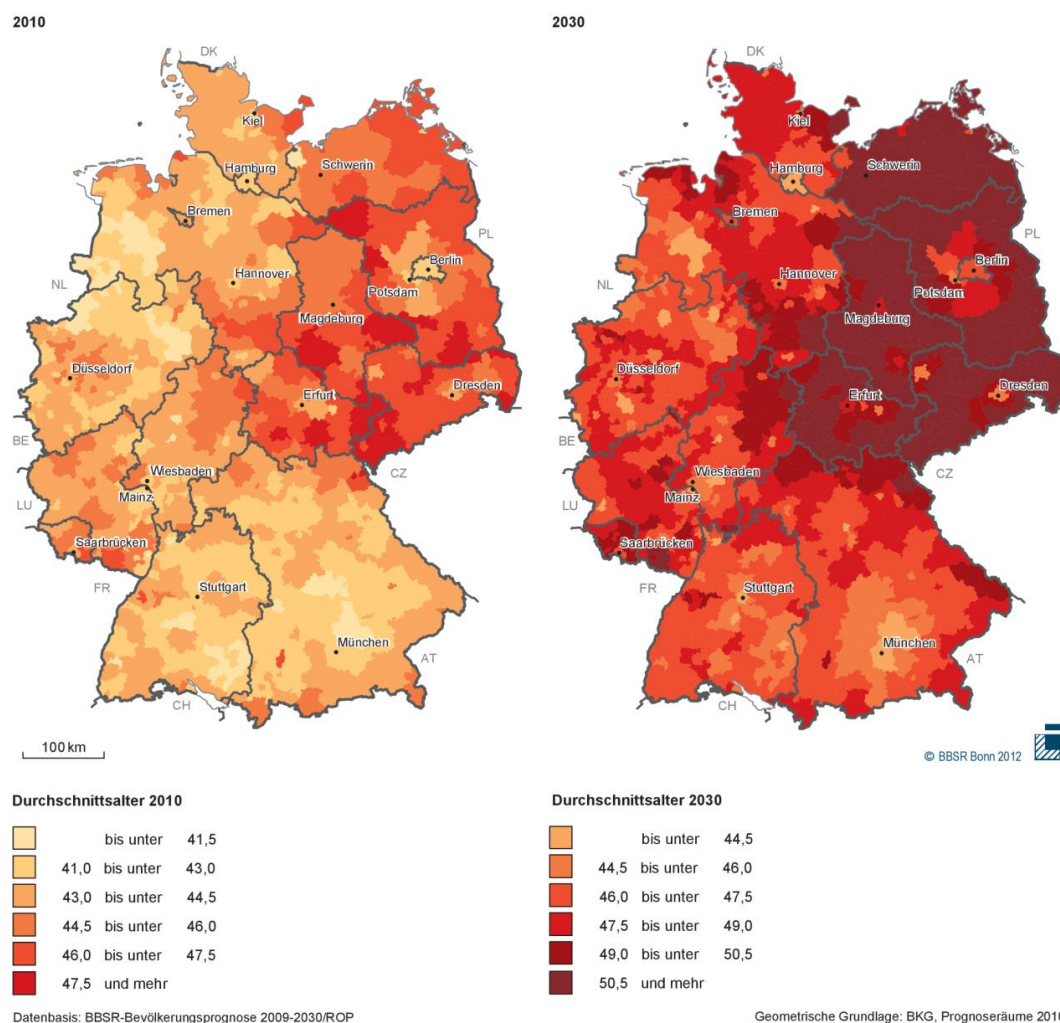 2010
2030
DK
Kiel
Hamburg
Schwerin
Bremen
PL
Berlin
Hannover
NL
Potsdam
Magdeburg
Düsseldorf
Erfurt
Dresden
BE
CZ
Wiesbaden
LU
Mainz
Saarbrücken
FR
Stuttgart
München
AT
CH
100 km
DK
Kiel
Hamburg
Schwerin
Bremen
PL
Berlin
Hannover
NL
Potsdam
Magdeburg
Düsseldorf
Erfurt
Dresden
BE
CZ
Wiesbaden
LU
Mainz
Saarbrücken
FR
Stuttgart
München
AT
CH
© BBSR Bonn 2012
Durchschnittsalter 2010
bis unter 41,5
41,0 bis unter 43,0
43,0 bis unter 44,5
44,5 bis unter 46,0
46,0 bis unter 47,5
47,5 und mehr
Durchschnittsalter 2030
bis unter 44,5
44,5 bis unter 46,0
46,0 bis unter 47,5
47,5 bis unter 49,0
49,0 bis unter 50,5
50,5 und mehr
Datenbasis: BBSR-Bevölkerungsprognose 2009-2030/ROP
Geometrische Grundlage: BKG, Prognoseräume 2010